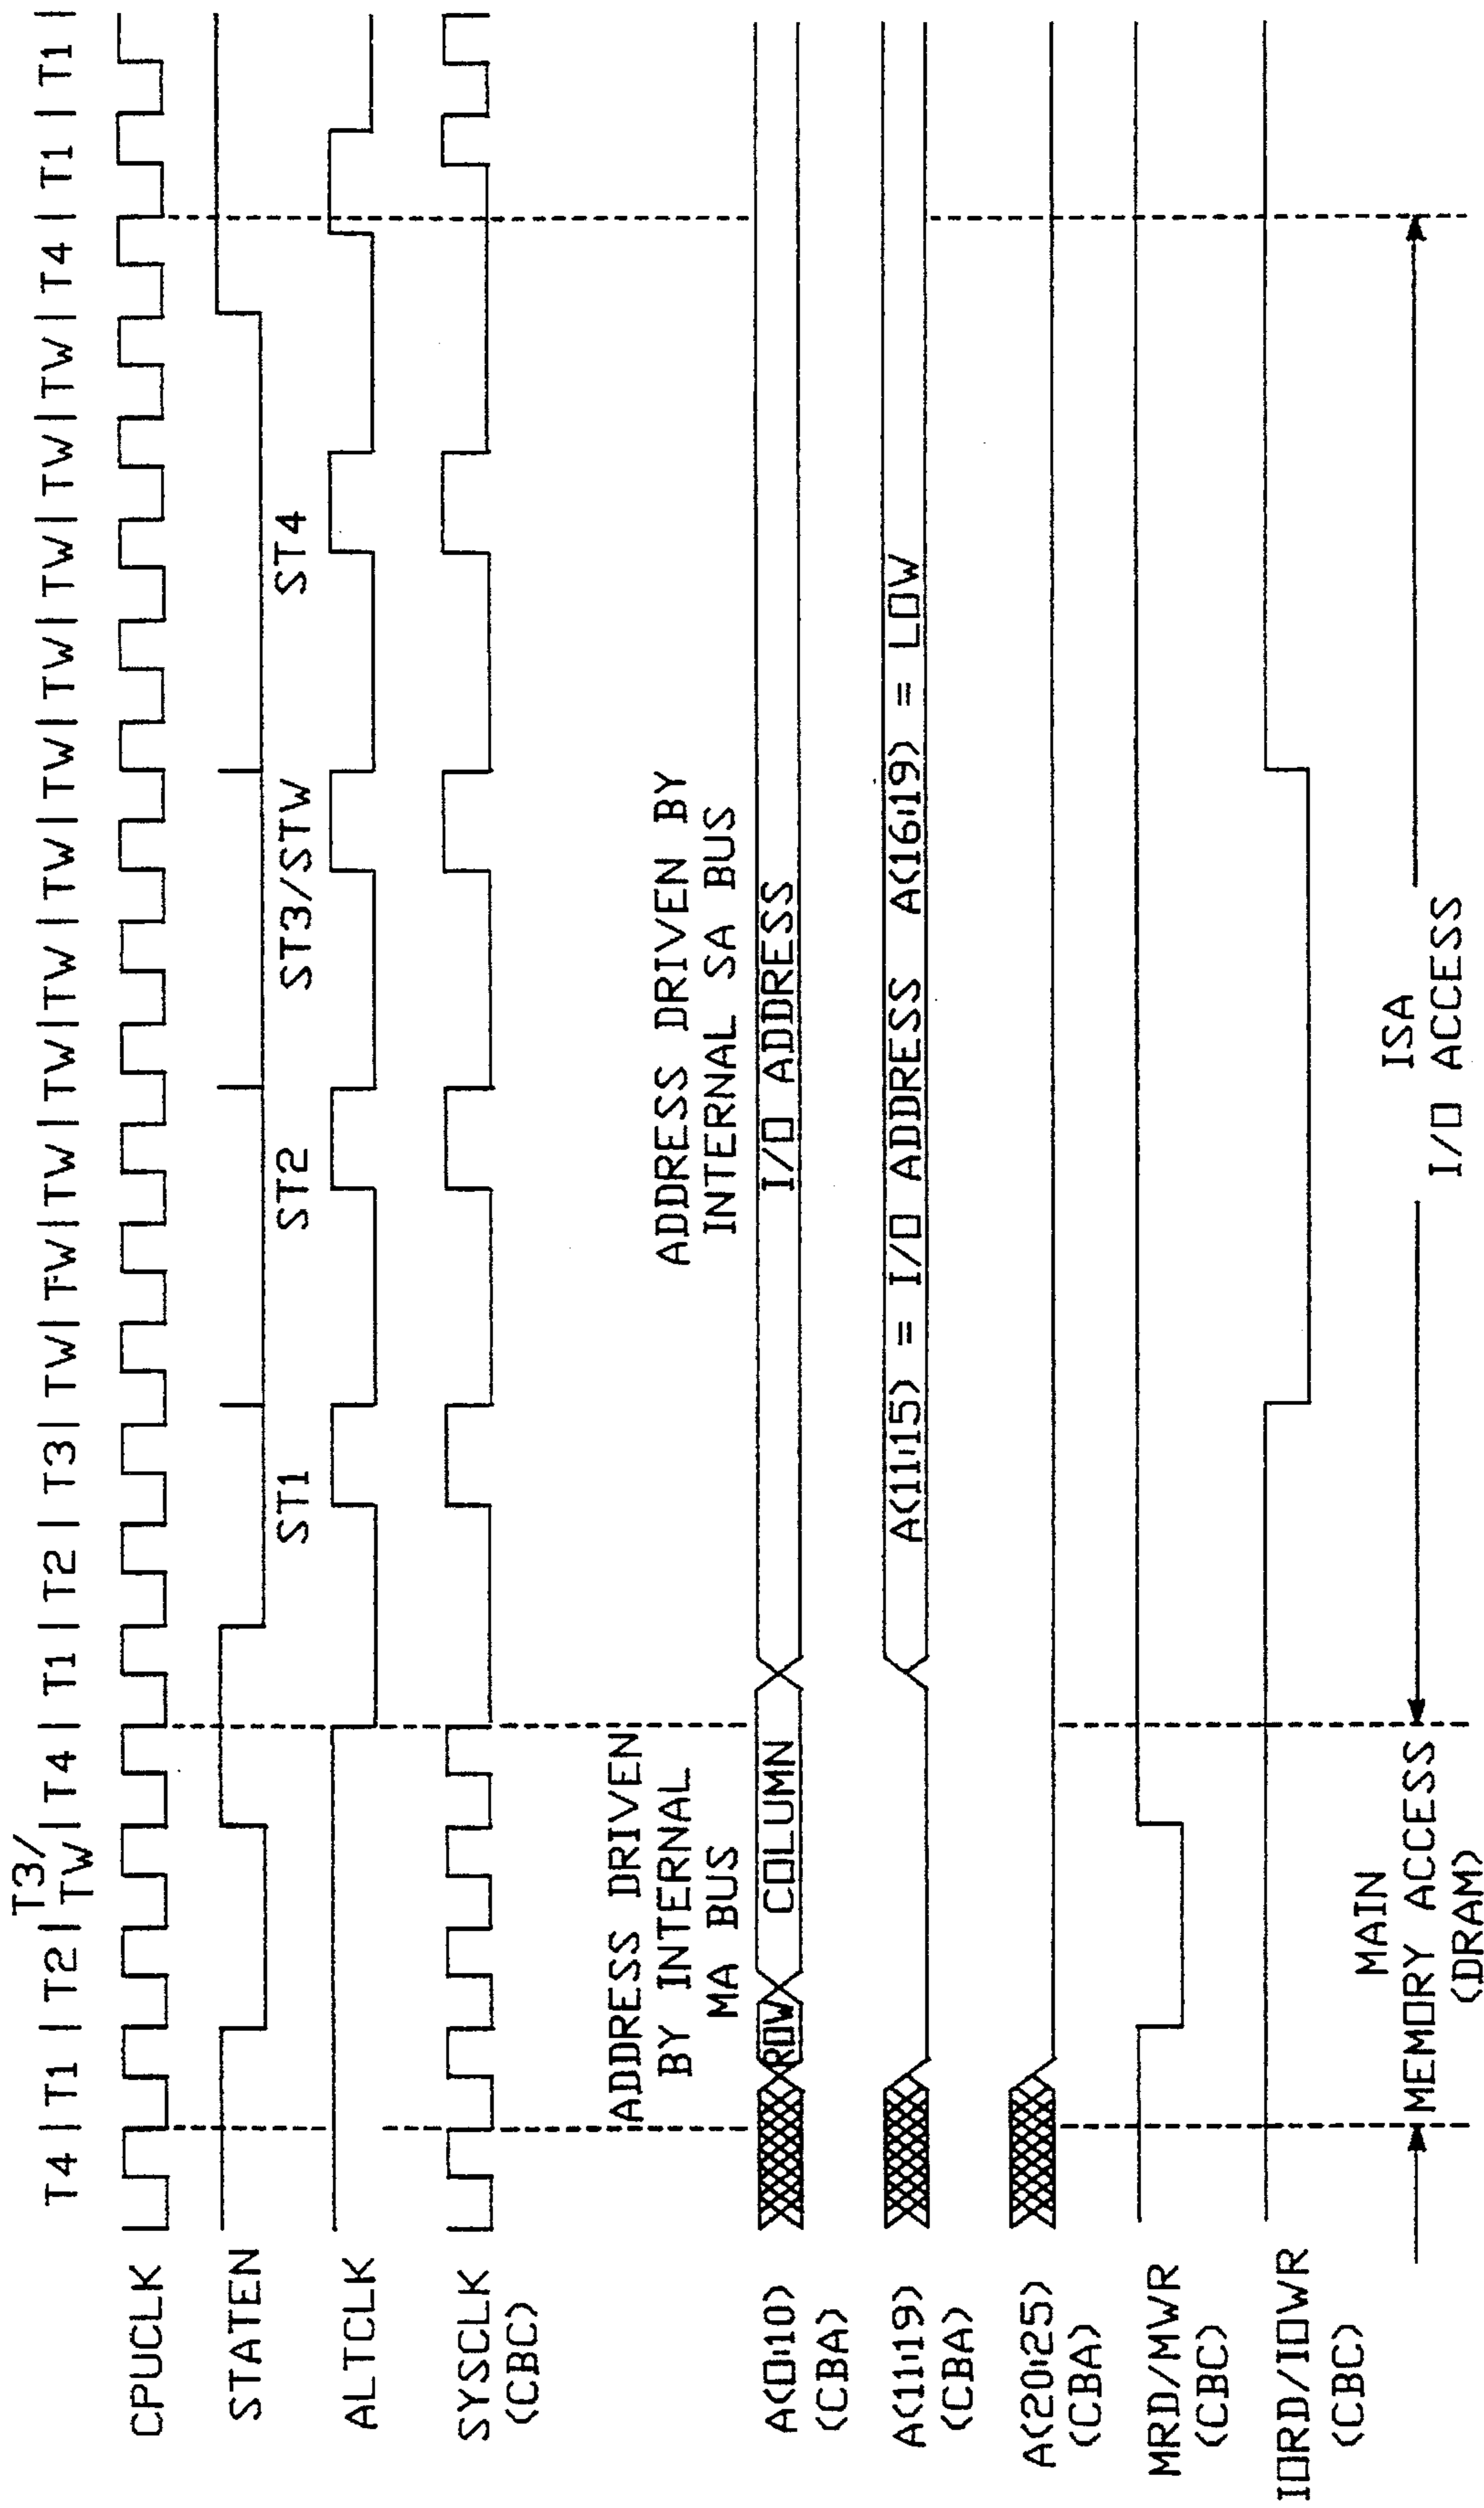 T3/
T4 | T1 | T2 | TW | T4 | T1 | T2 | T3 | TW | TW | TW | TW | TW | TW | TW | TW | TW | TW | TW | T4 | T1 | T1 |
CPUCLK
STATEN
ST1 ST2 ST3/STW ST4
ALTCLK
SYSCLK
(CBC)
ADDRESS DRIVEN
BY INTERNAL
MA BUS
ADDRESS DRIVEN BY
INTERNAL SA BUS
A(0:10)
(CBA)
ROW COLUMN I/O ADDRESS
A(11:19)
(CBA)
A(11:15) = I/O ADDRESS A(16:19) = LOW
A(20:25)
(CBA)
MRD/MWR
(CBC)
IORD/IOWR
(CBC)
MAIN
MEMORY ACCESS
(DRAM)
ISA
I/O ACCESS